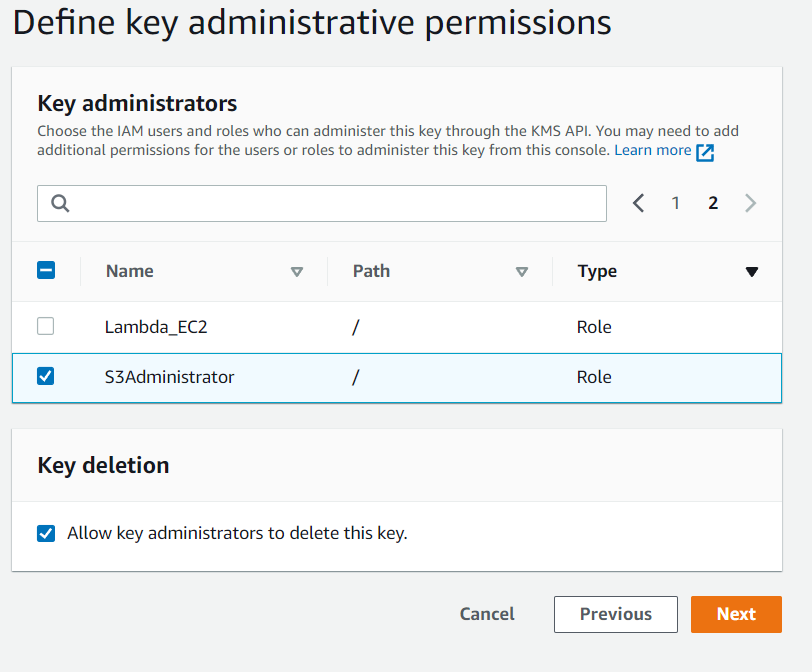 Define key administrative permissions
Key administrators
Choose the IAM users and roles who can administer this key through the KMS API. You may need to add
additional permissions for the users or roles to administer this key from this console. Learn more
1 2
Name Path Type
Lambda_EC2 / Role
S3Administrator / Role
Key deletion
Allow key administrators to delete this key.
Cancel Previous Next